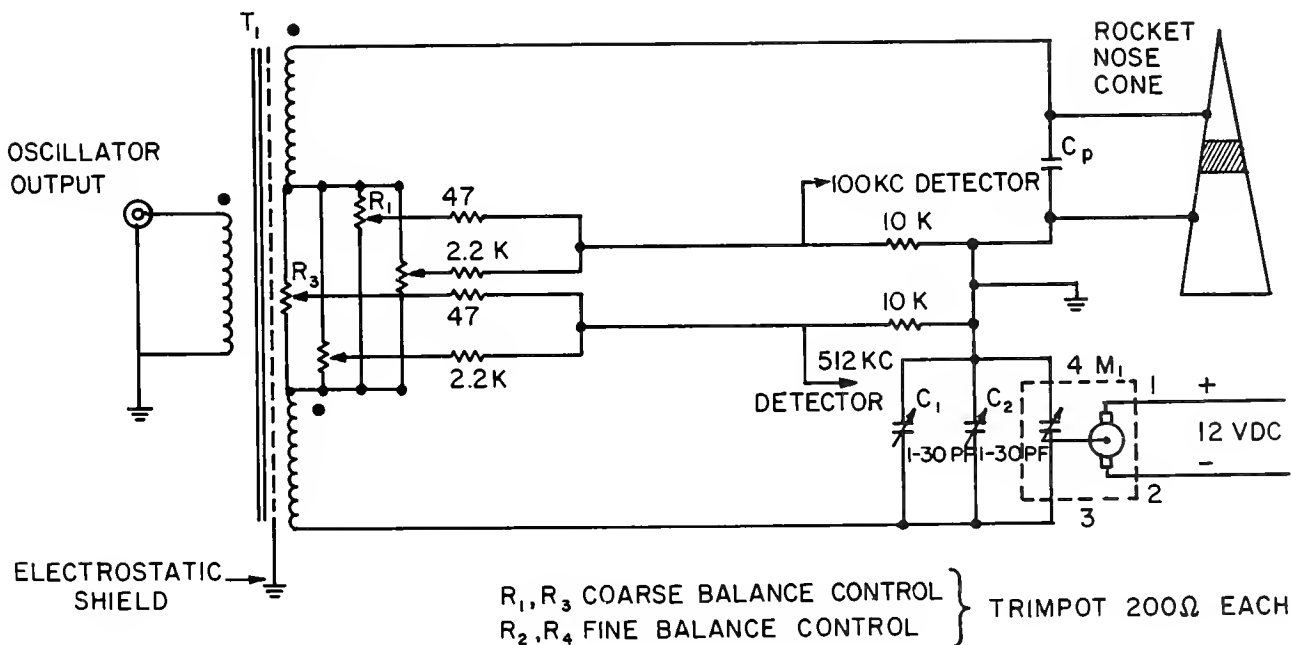 T1
ROCKET
NOSE
CONE
OSCILLATOR
OUTPUT
Cp
100KC DETECTOR
R1
47
10 K
2.2 K
R3
47
10 K
2.2K
512KC
DETECTOR
4 M1
1 +
C1
C2
12 VDC
1-30 PF
1-30PF
-
2
3
ELECTROSTATIC
SHIELD
R1, R3 COARSE BALANCE CONTROL
R2, R4 FINE BALANCE CONTROL
TRIMPOT 200Ω EACH